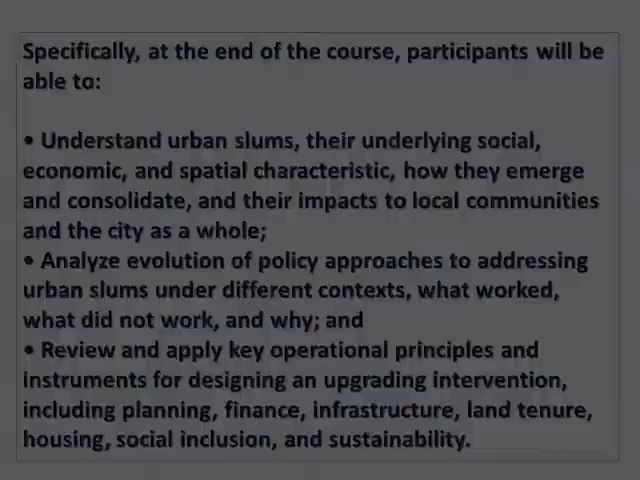 Specifically, at the end of the course, participants will be
able to:
• Understand urban slums, their underlying social,
economic, and spatial characteristic, how they emerge
and consolidate, and their impacts to local communities
and the city as a whole;
• Analyze evolution of policy approaches to addressing
urban slums under different contexts, what worked,
what did not work, and why; and
• Review and apply key operational principles and
instruments for designing an upgrading intervention,
including planning, finance, infrastructure, land tenure,
housing, social inclusion, and sustainability.